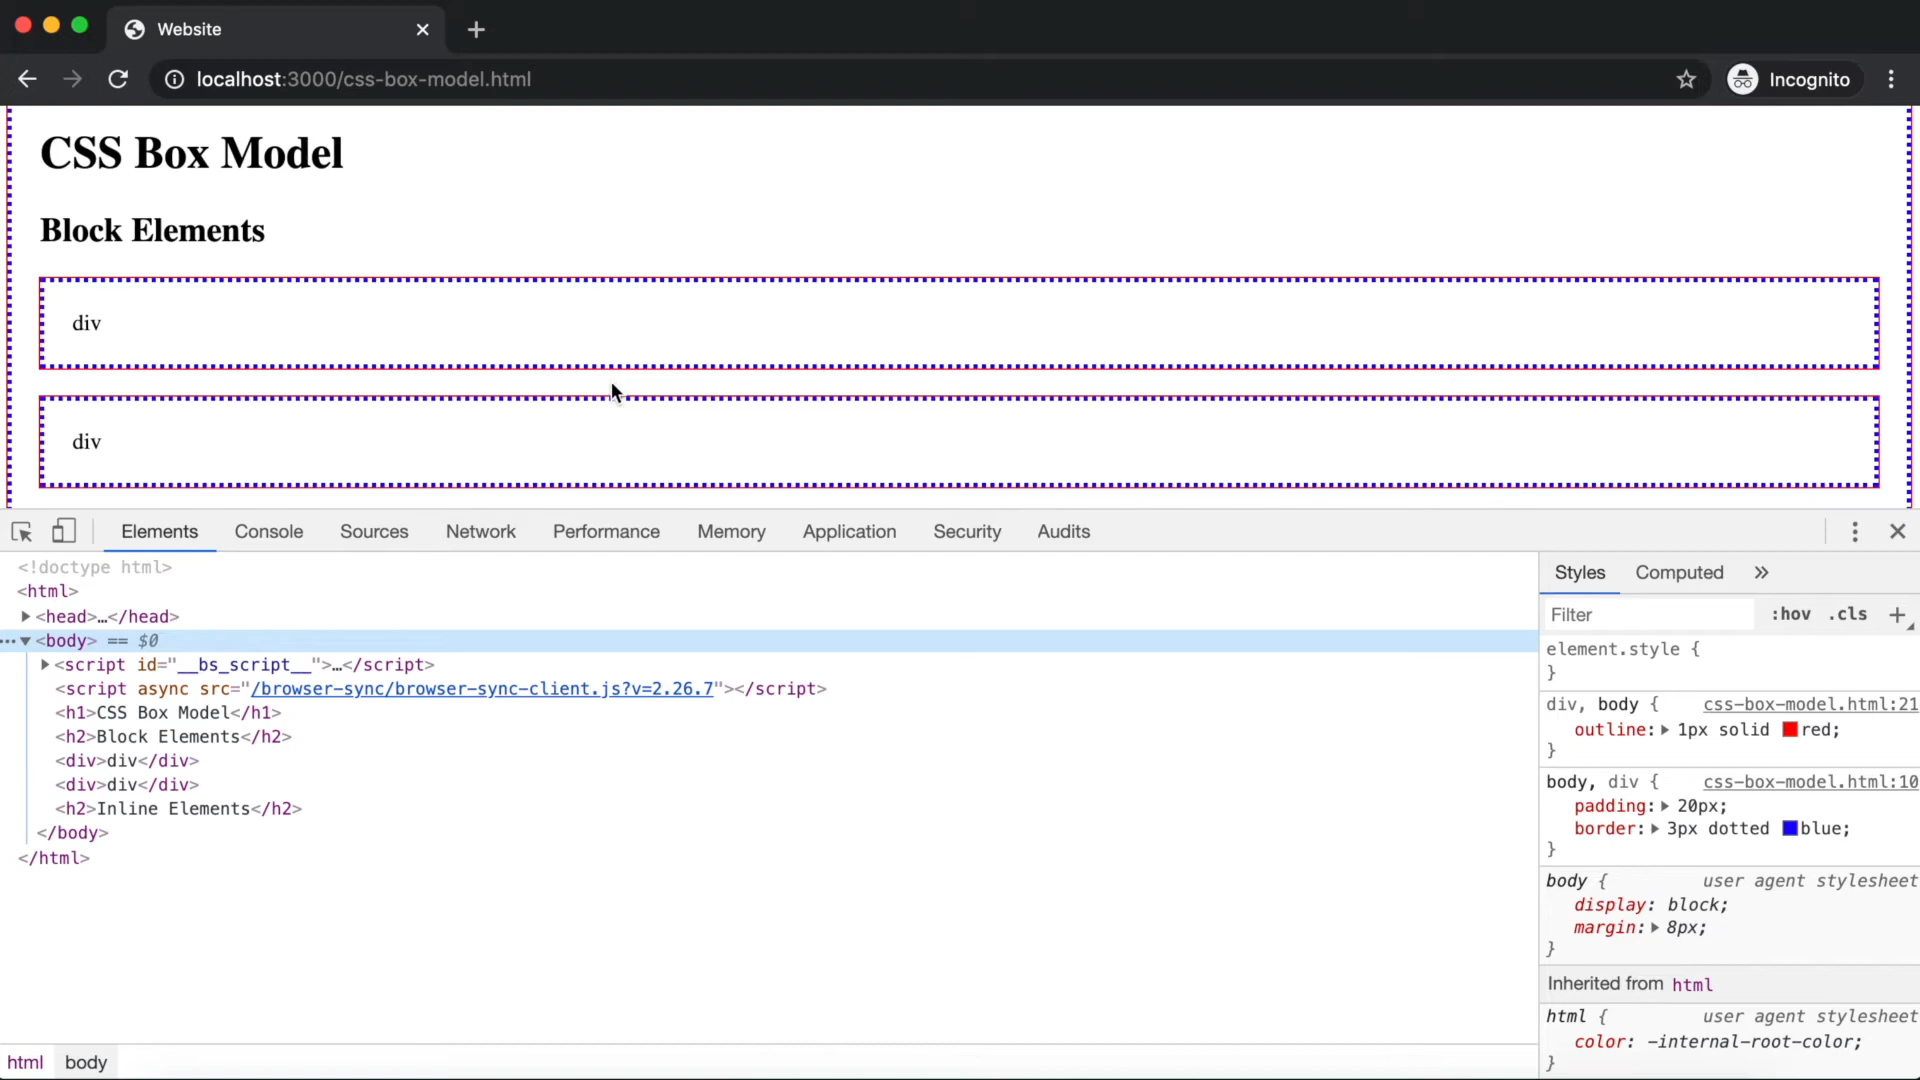 Website
localhost:3000/css-box-model.html
Incognito
CSS Box Model
Block Elements
div
div
Elements Console Sources Network Performance Memory Application Security Audits
<!doctype html>
<html>
<head>…</head>
<body> == $0
<script id="__bs_script__">…</script>
<script async src="/browser-sync/browser-sync-client.js?v=2.26.7"></script>
<h1>CSS Box Model</h1>
<h2>Block Elements</h2>
<div>div</div>
<div>div</div>
<h2>Inline Elements</h2>
</body>
</html>
html body
Styles Computed »
Filter :hov .cls +
element.style {
}
div, body { css-box-model.html:21
outline: 1px solid red;
}
body, div { css-box-model.html:10
padding: 20px;
border: 3px dotted blue;
}
body { user agent stylesheet
display: block;
margin: 8px;
}
Inherited from html
html { user agent stylesheet
color: -internal-root-color;
}